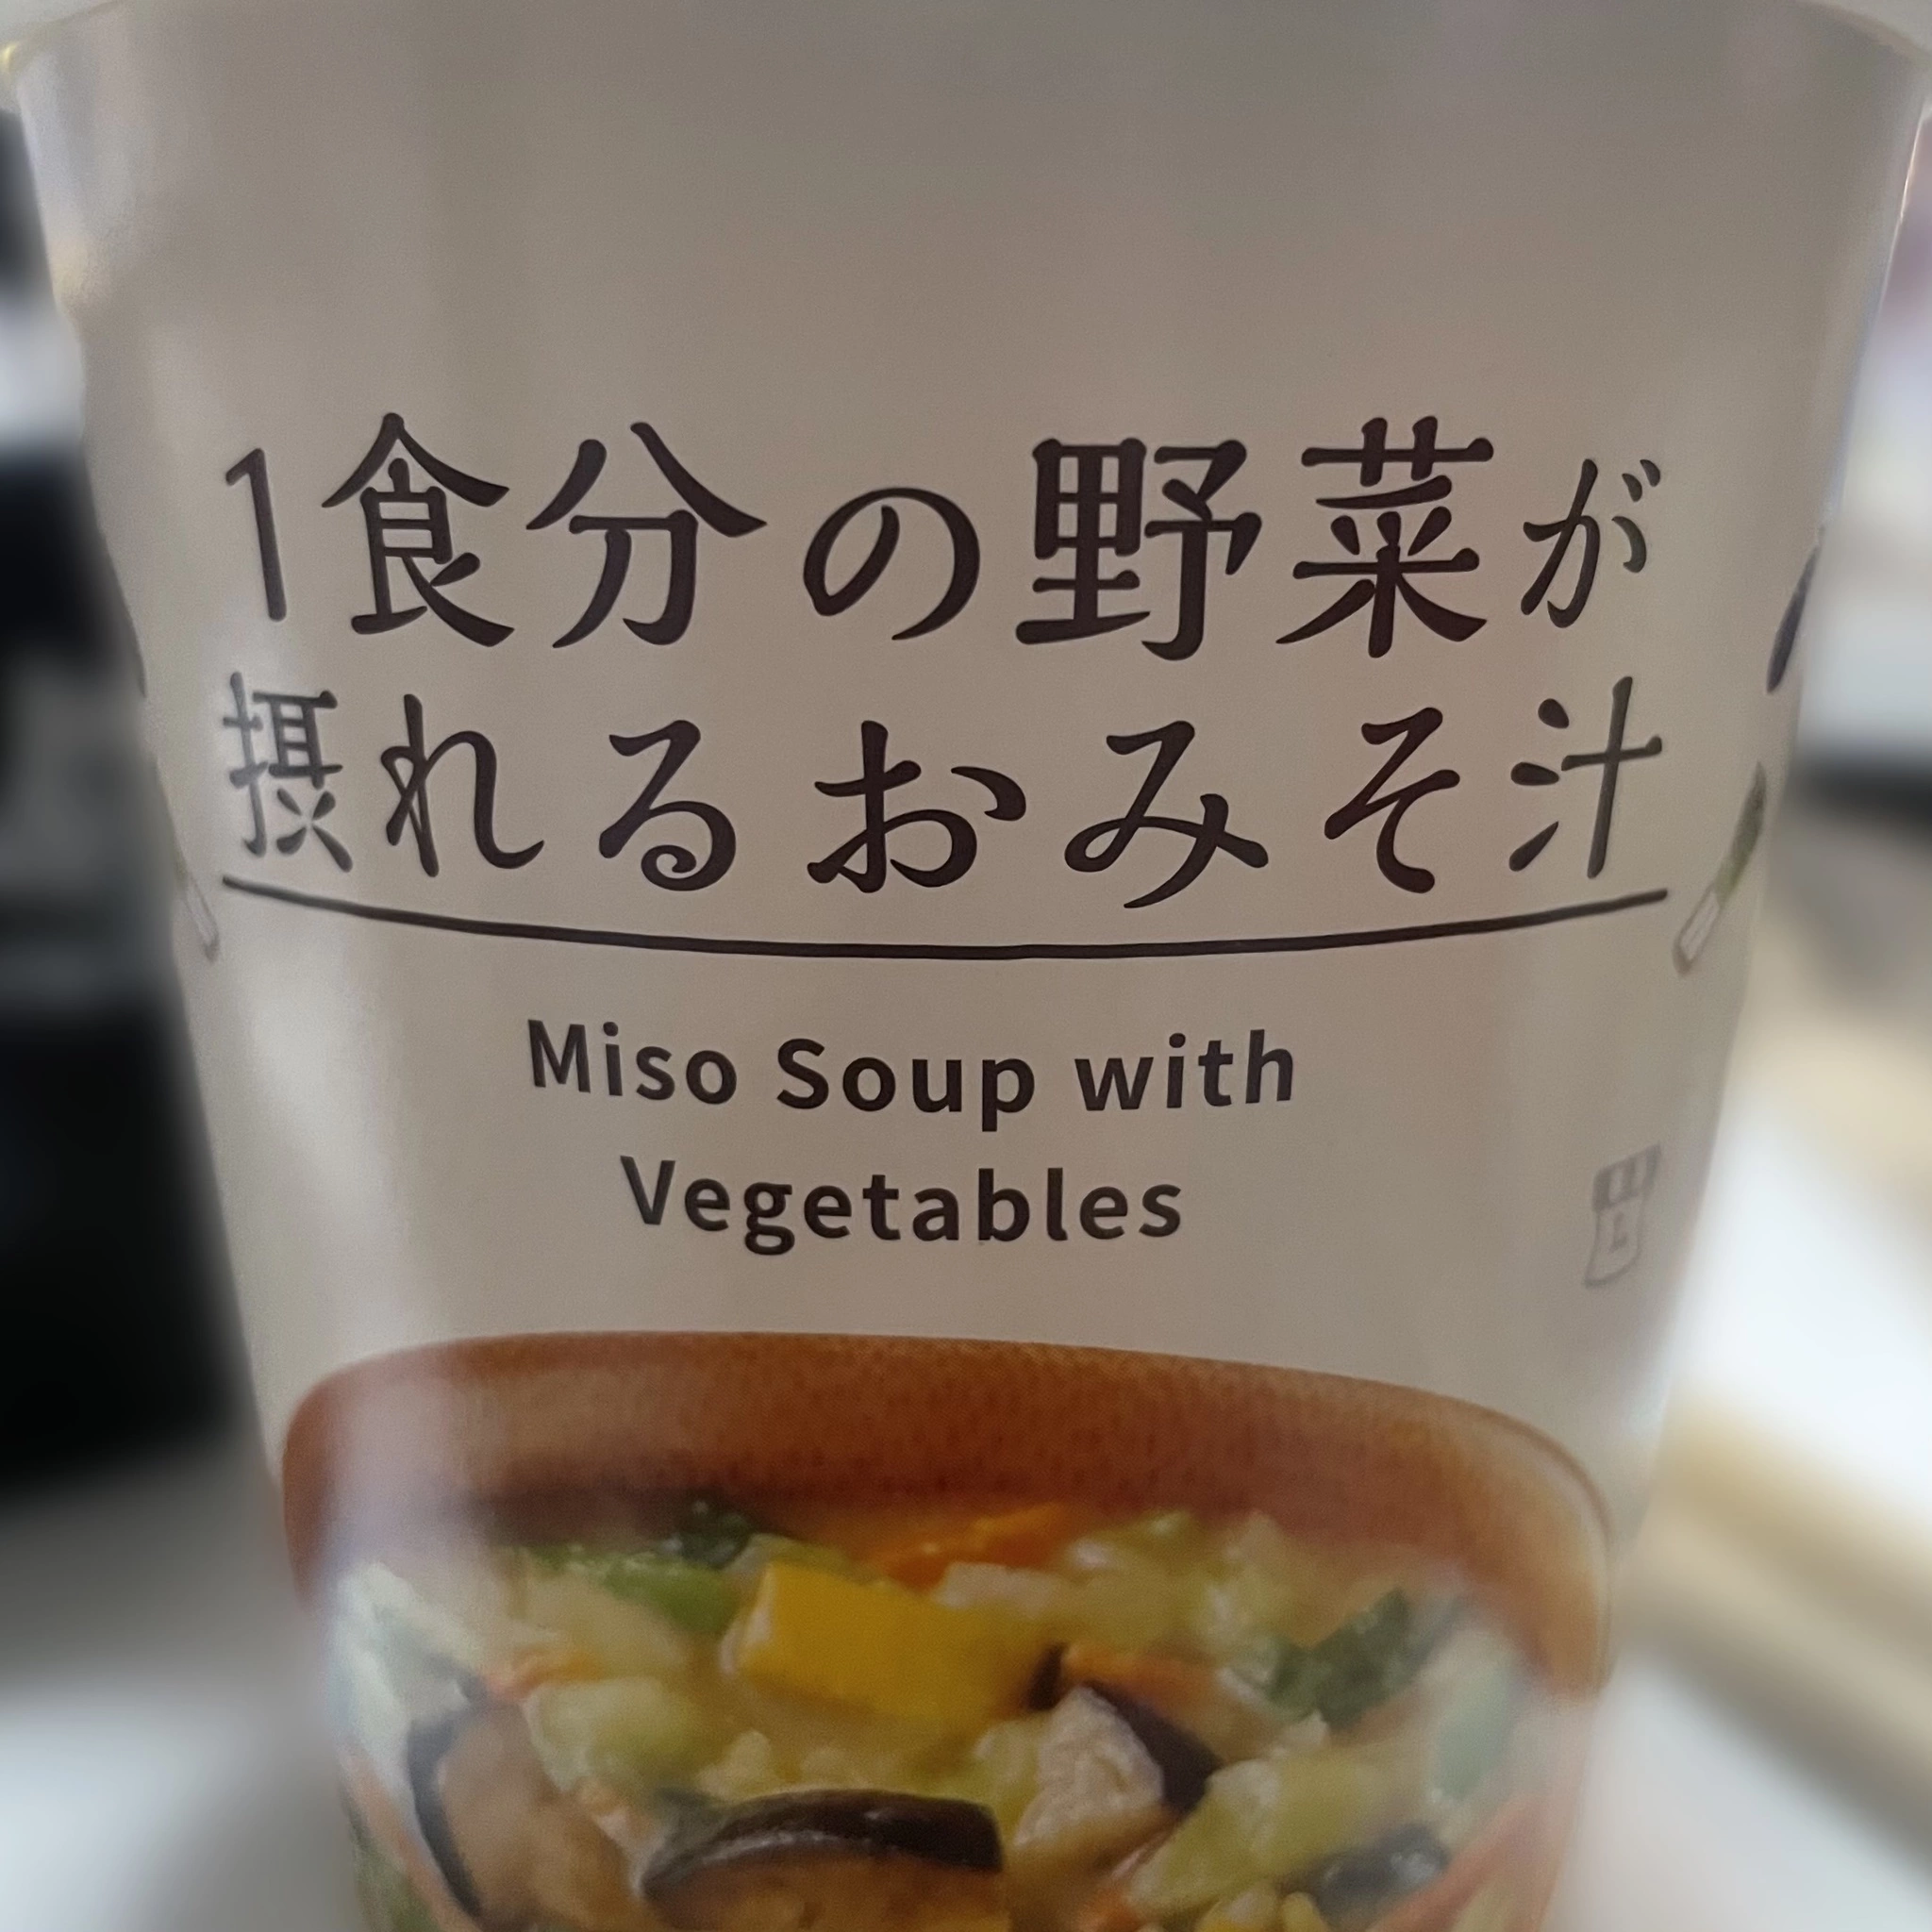 1食分の野菜が
摂れるおみそ汁
Miso Soup with
Vegetables